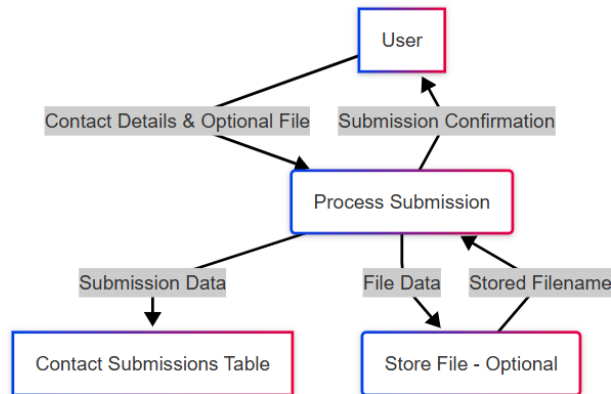 User
Contact Details & Optional File
Submission Confirmation
Process Submission
Submission Data
File Data
Stored Filename
Contact Submissions Table
Store File - Optional